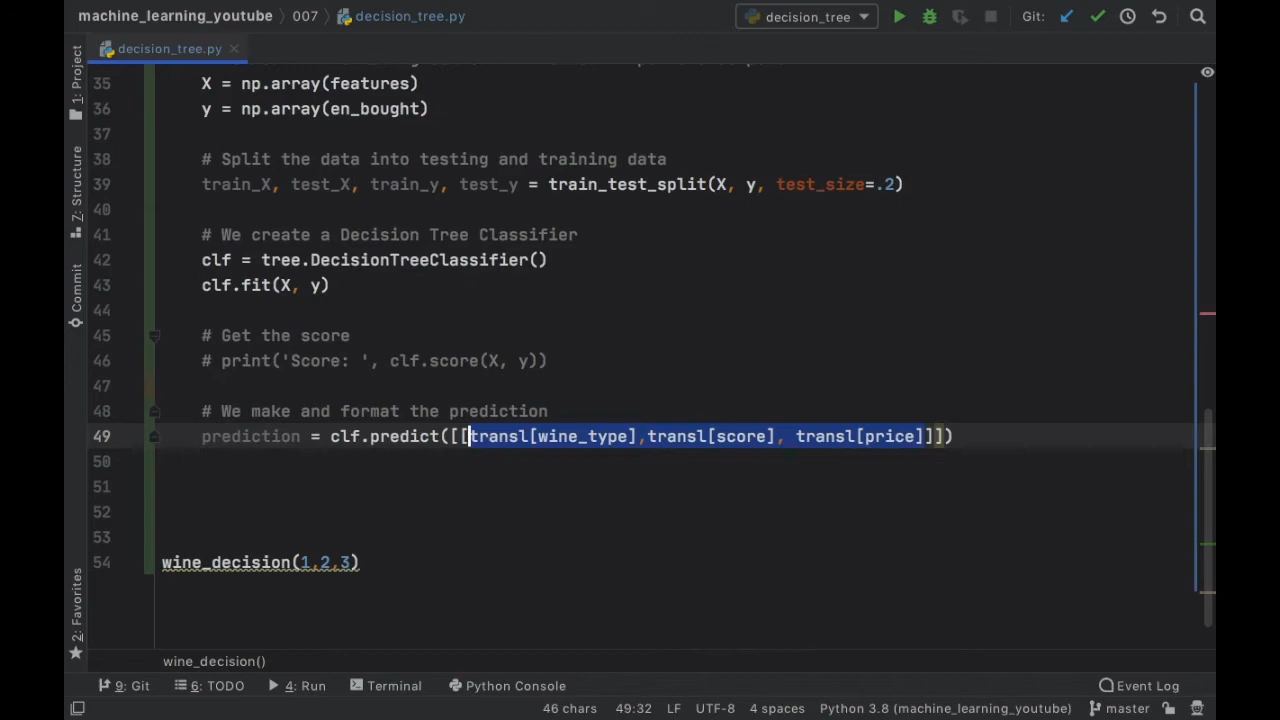 machine_learning_youtube 007 decision_tree.py decision_tree Git:
decision_tree.py
1: Project
7: Structure
Commit
2: Favorites
35 X = np.array(features)
36 y = np.array(en_bought)
37
38 # Split the data into testing and training data
39 train_X, test_X, train_y, test_y = train_test_split(X, y, test_size=.2)
40
41 # We create a Decision Tree Classifier
42 clf = tree.DecisionTreeClassifier()
43 clf.fit(X, y)
44
45 # Get the score
46 # print('Score: ', clf.score(X, y))
47
48 # We make and format the prediction
49 prediction = clf.predict([[transl[wine_type],transl[score], transl[price]]])
50
51
52
53
54 wine_decision(1,2,3)
wine_decision()
9: Git 6: TODO 4: Run Terminal Python Console Event Log
46 chars 49:32 LF UTF-8 4 spaces Python 3.8 (machine_learning_youtube) master